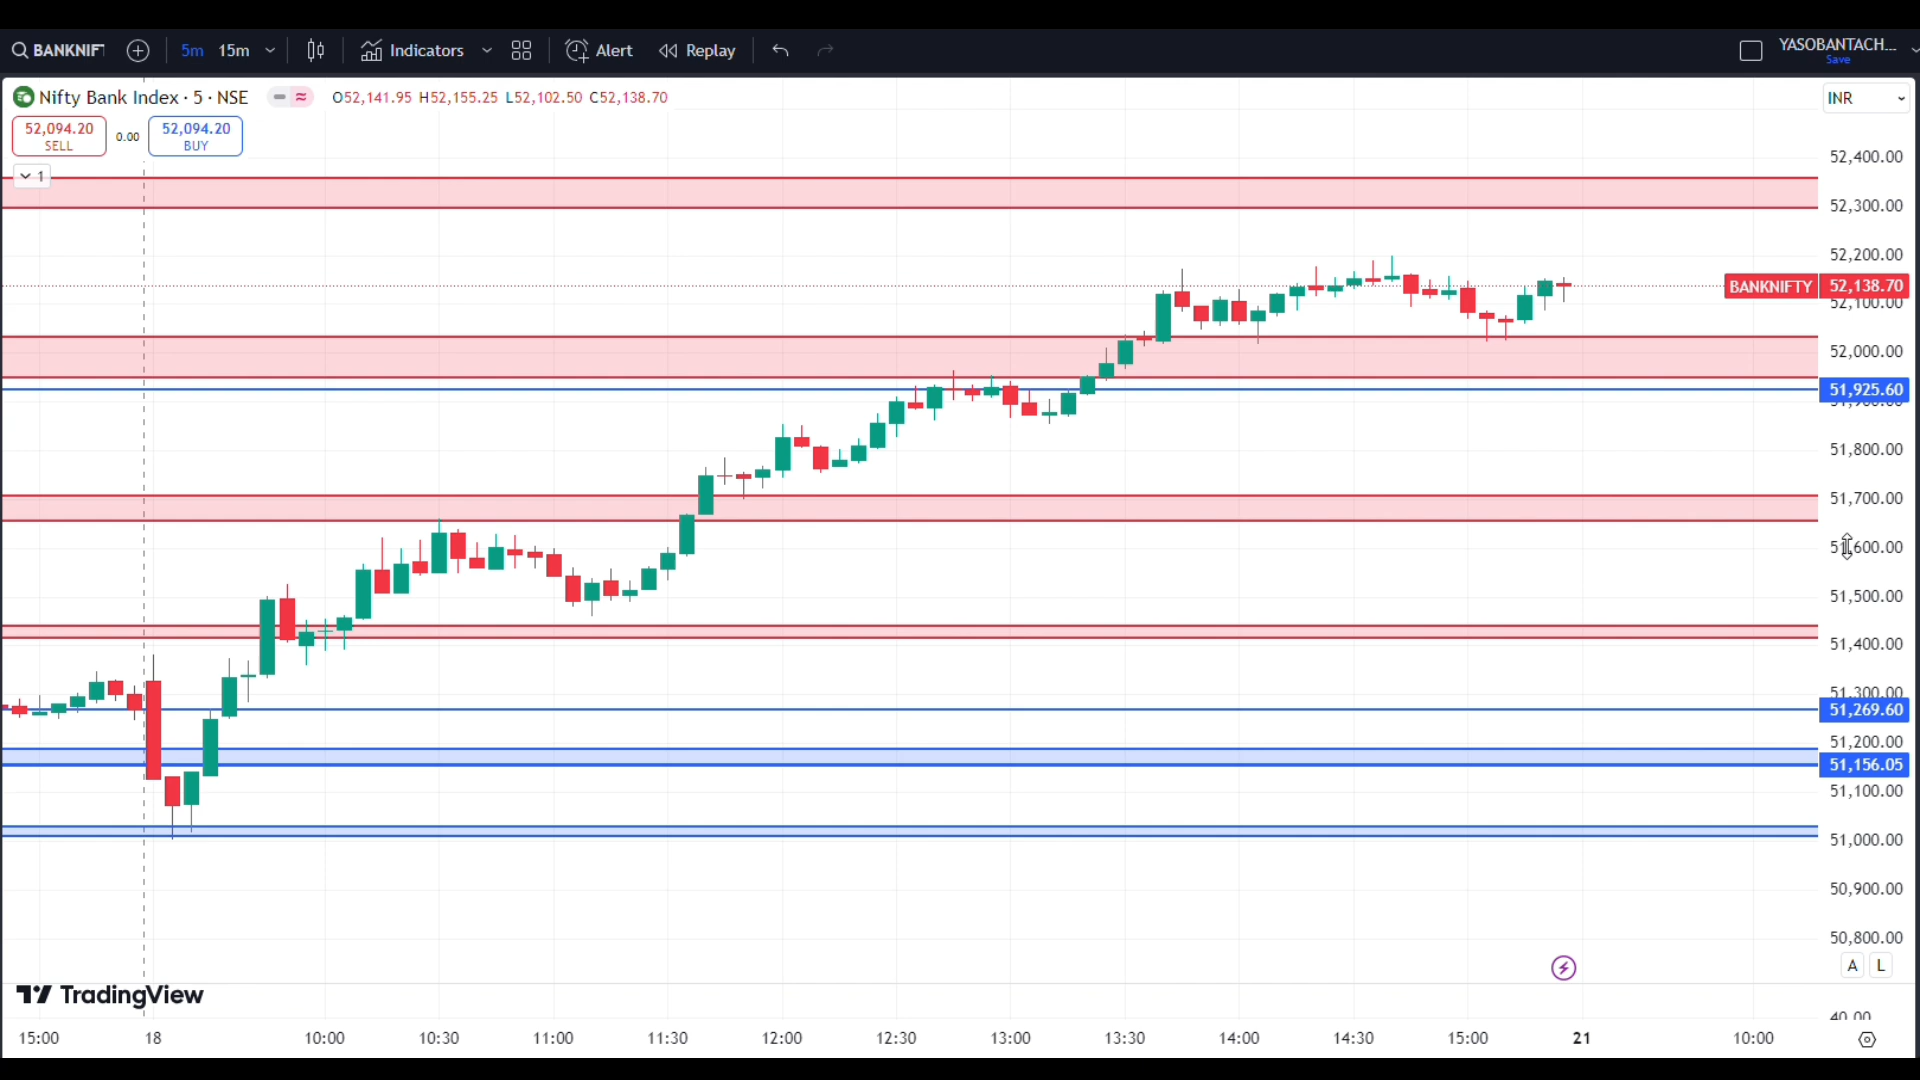 BANKNIFT 5m 15m Indicators Alert Replay YASOBANTACH...
Save
Nifty Bank Index · 5 · NSE O52,141.95 H52,155.25 L52,102.50 C52,138.70 INR
52,094.20 0.00 52,094.20
SELL BUY
1
52,400.00
52,300.00
52,200.00
BANKNIFTY 52,138.70
52,100.00
52,000.00
51,925.60
51,800.00
51,700.00
51,600.00
51,500.00
51,400.00
51,300.00
51,269.60
51,200.00
51,156.05
51,100.00
51,000.00
50,900.00
50,800.00
A L
TradingView
15:00 18 10:00 10:30 11:00 11:30 12:00 12:30 13:00 13:30 14:00 14:30 15:00 21 10:00